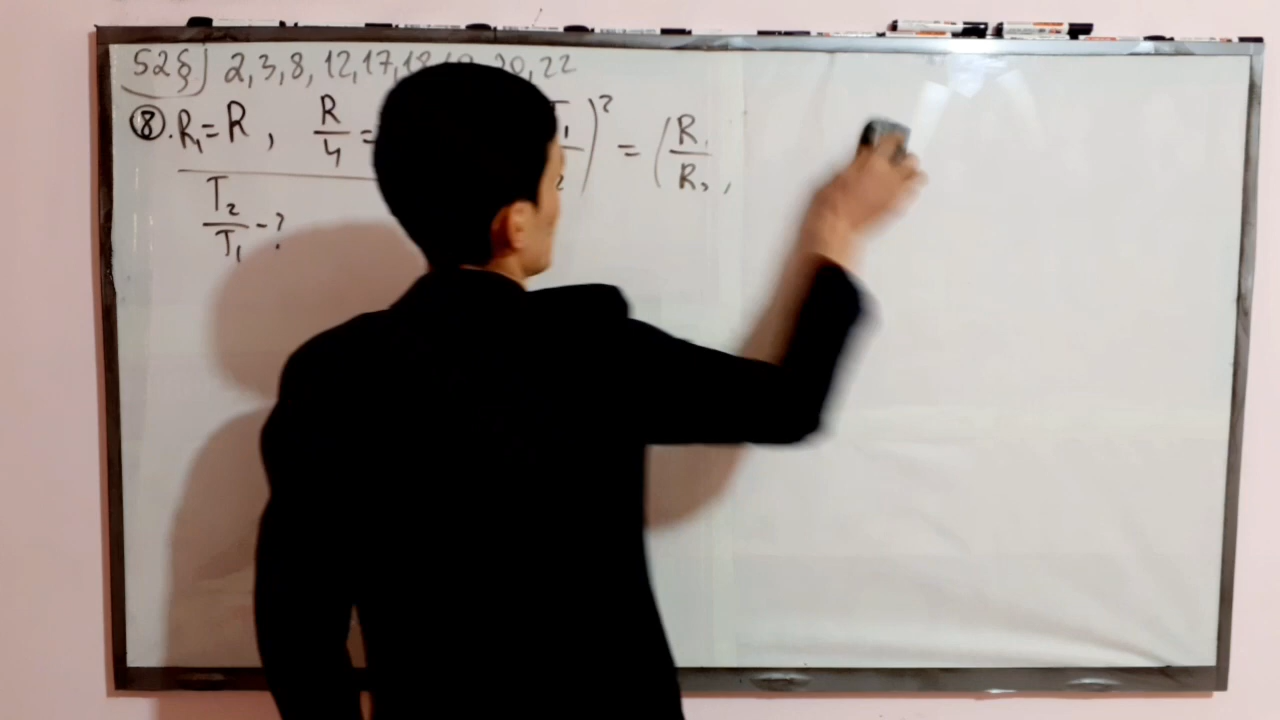 52§) 2, 3, 8, 12, 17, 18, 19, 20, 22
⑧. R₁ = R, R/4 = )² = (R₁/R₂,
T₂/T₁ - ?